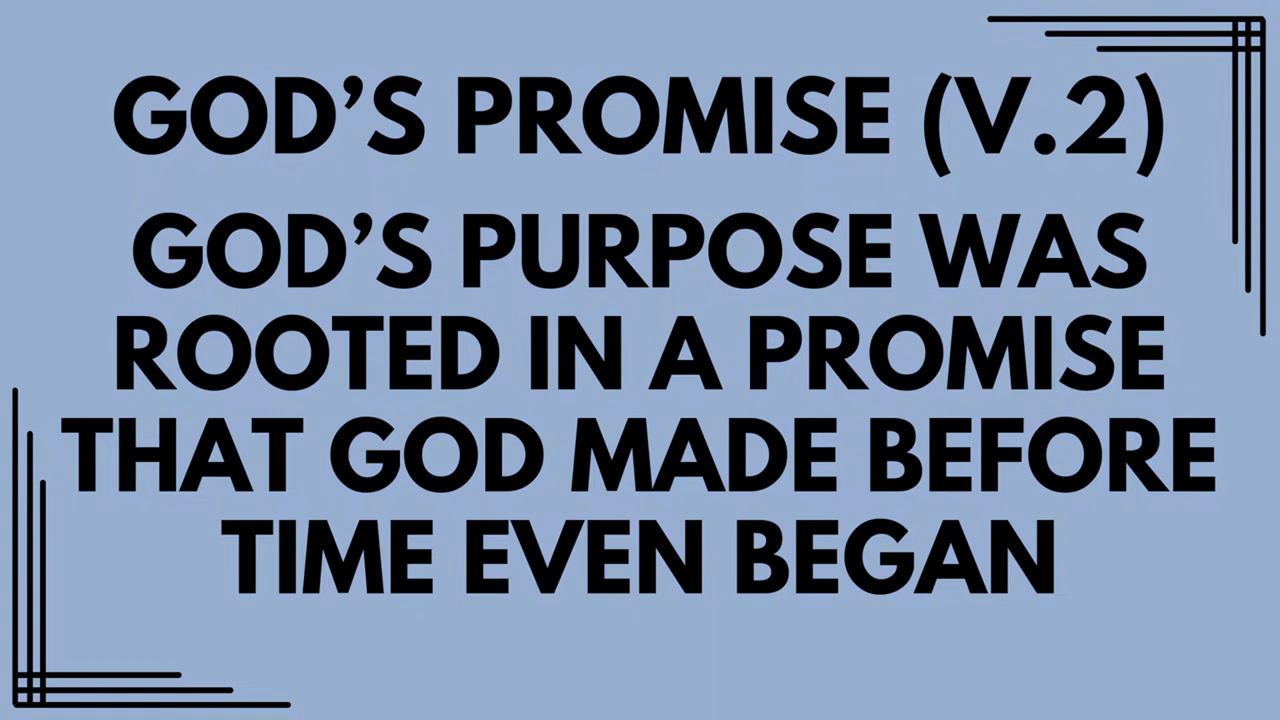 GOD’S PROMISE (V.2)
GOD’S PURPOSE WAS
ROOTED IN A PROMISE
THAT GOD MADE BEFORE
TIME EVEN BEGAN